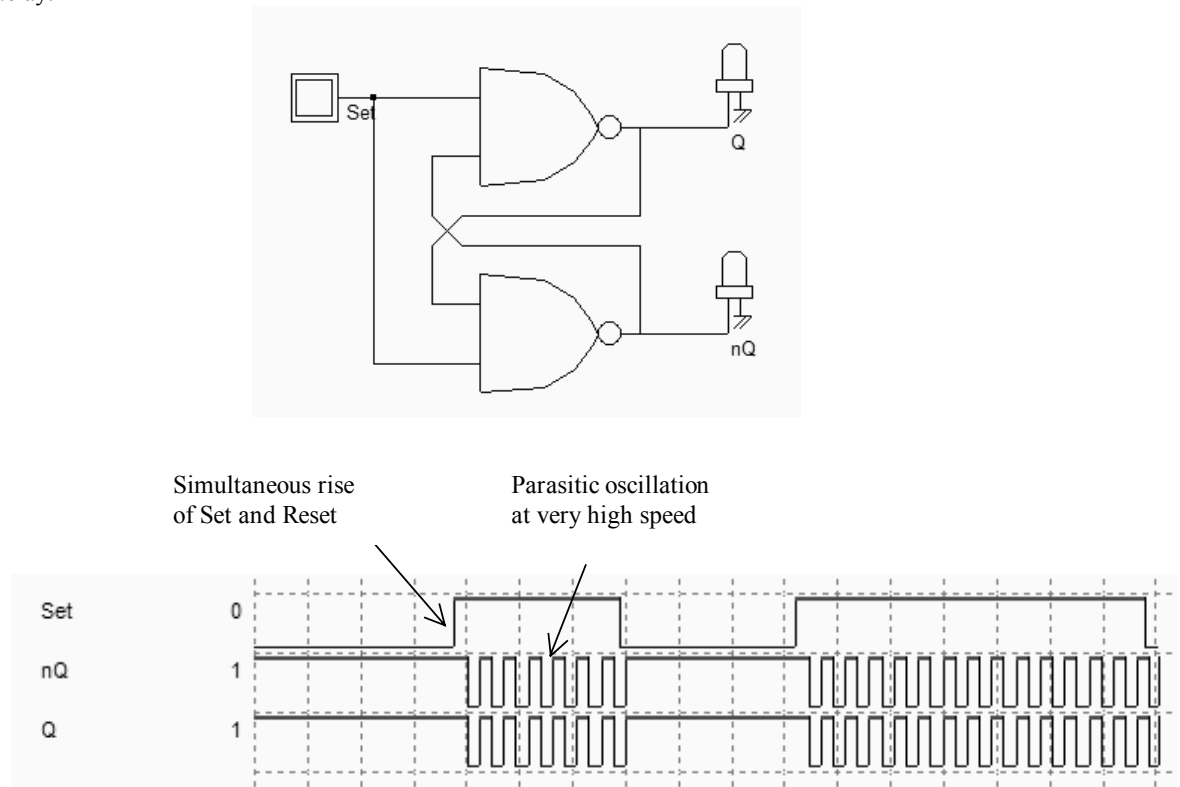 Set
Q
nQ
Simultaneous rise
of Set and Reset
Parasitic oscillation
at very high speed
Set 0
nQ 1
Q 1